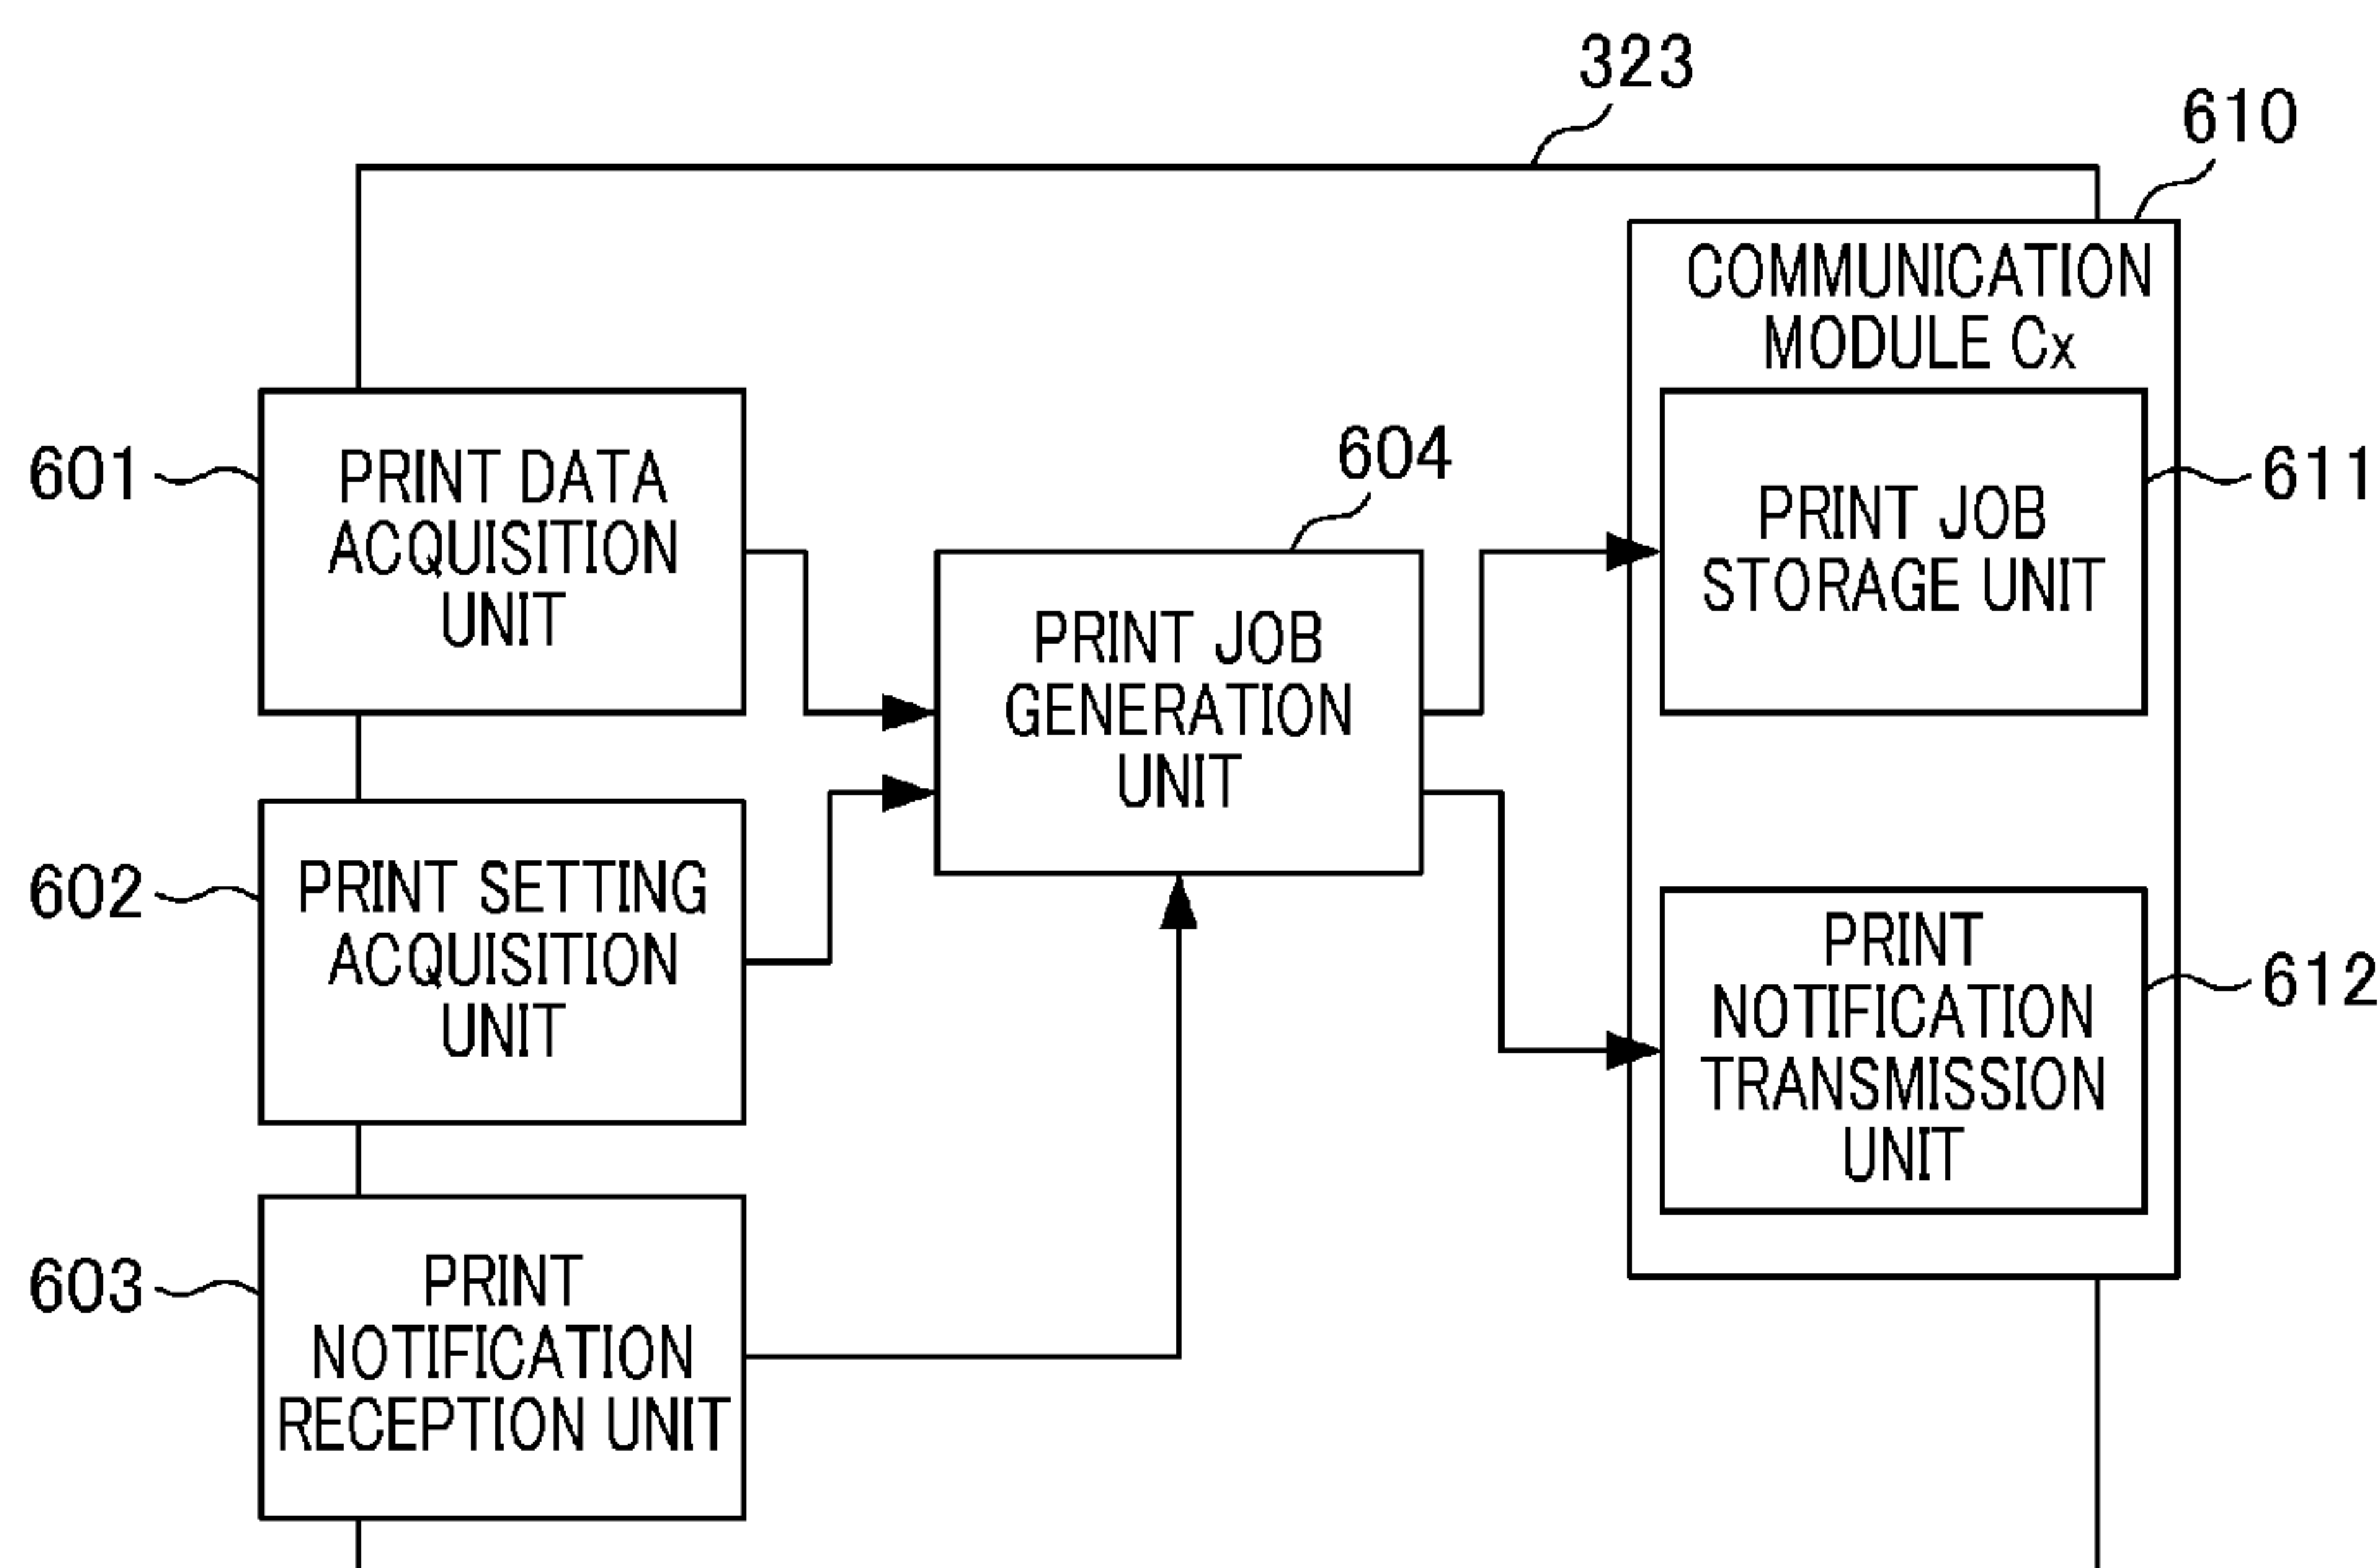 323
610
COMMUNICATION
MODULE Cx
601
PRINT DATA
ACQUISITION
UNIT
604
PRINT JOB
GENERATION
UNIT
PRINT JOB
STORAGE UNIT
611
602
PRINT SETTING
ACQUISITION
UNIT
PRINT
NOTIFICATION
TRANSMISSION
UNIT
612
603
PRINT
NOTIFICATION
RECEPTION UNIT